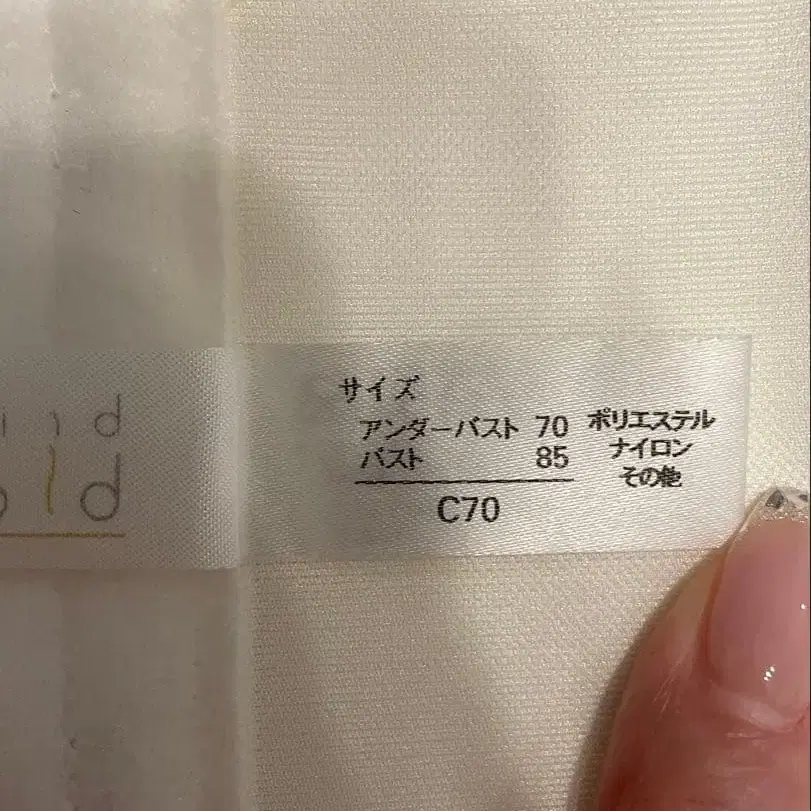 サイズ
アンダーバスト 70
バスト 85
C70
ポリエステル
ナイロン
その他